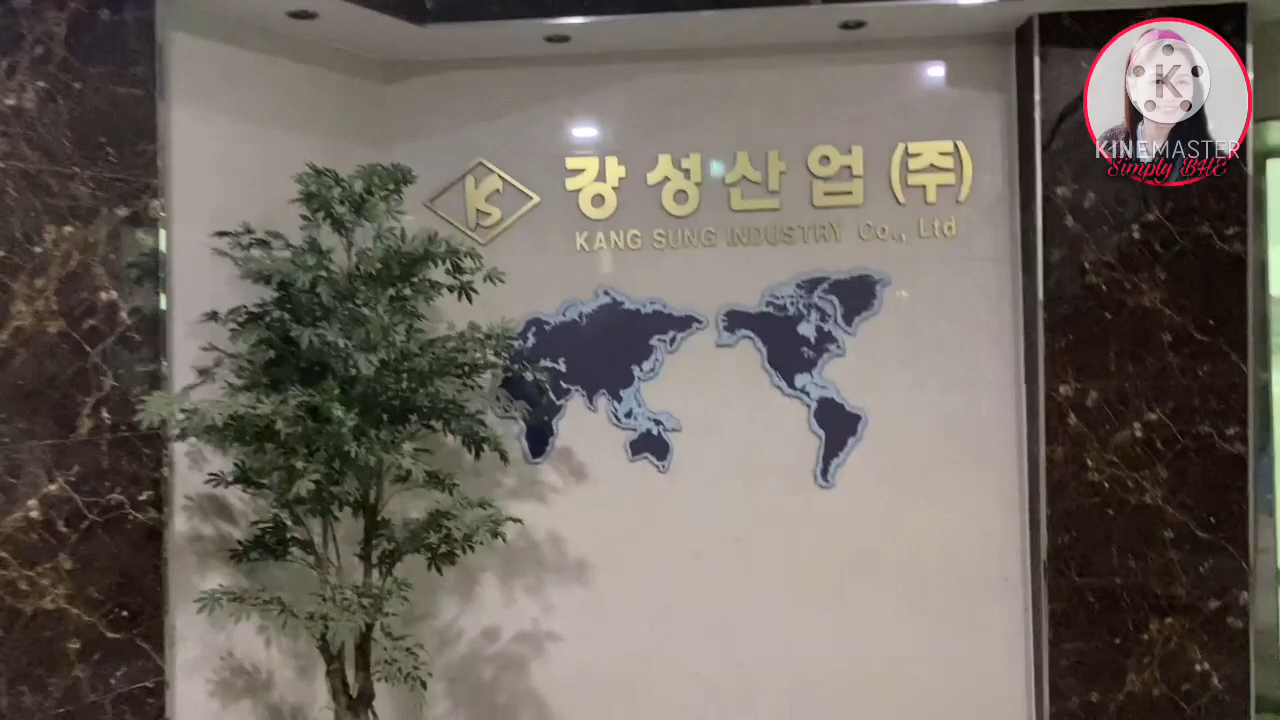 KS
강성산업(주)
KANG SUNG INDUSTRY Co., Ltd
K
KINEMASTER
Simply BHE